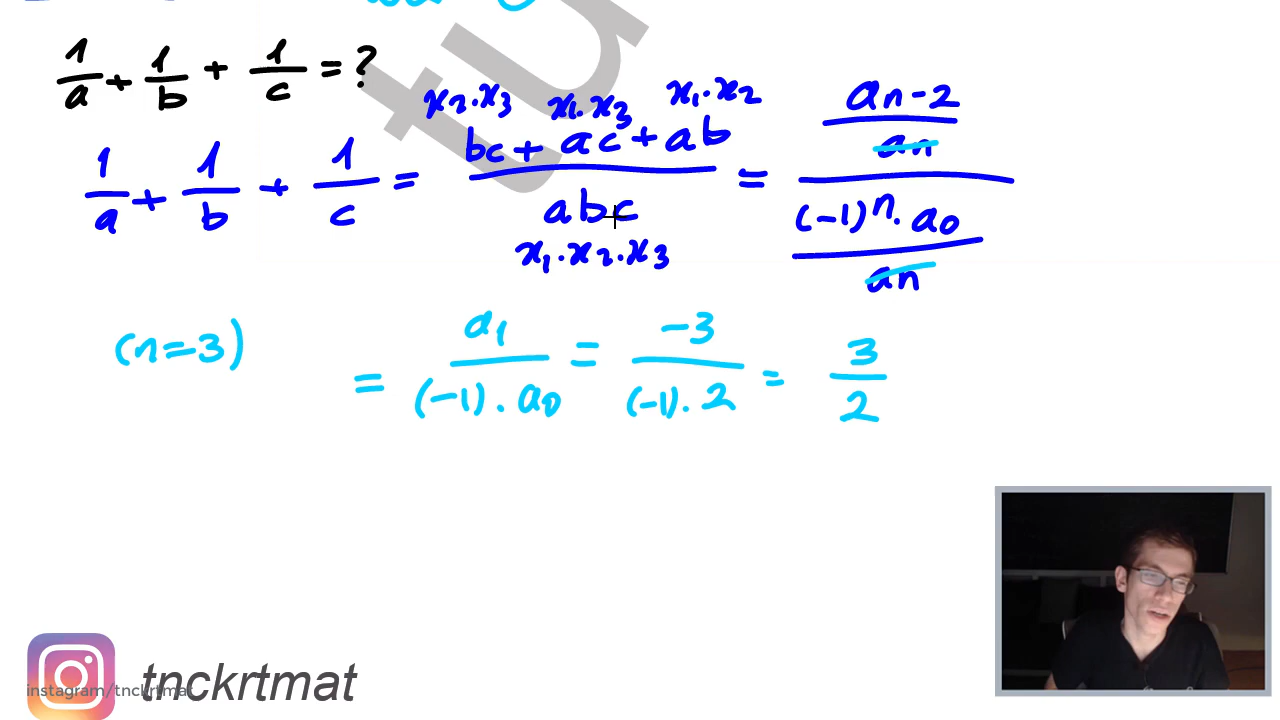 1/a + 1/b + 1/c = ?
x2.x3 x1.x3 x1.x2
1/a + 1/b + 1/c = (bc + ac + ab)/(abc) = (an-2/an)/((-1)^n . a0/an)
x1.x2.x3
(n=3) = a1/((-1).a0) = -3/((-1).2) = 3/2
tu
tnckrtmat
instagram/tnckrtmat